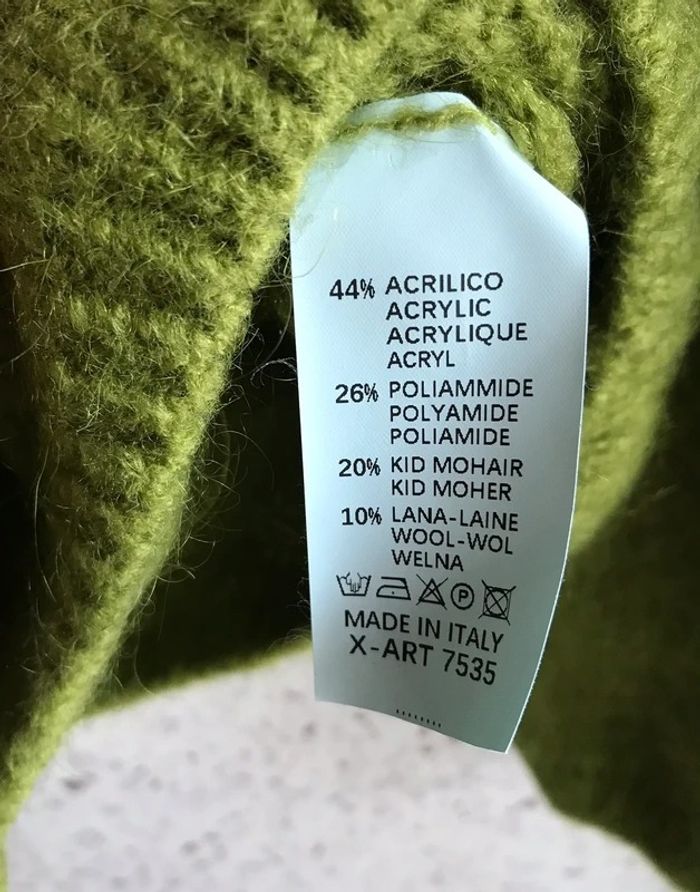 44% ACRILICO
ACRYLIC
ACRYLIQUE
ACRYL
26% POLIAMMIDE
POLYAMIDE
POLIAMIDE
20% KID MOHAIR
KID MOHER
10% LANA-LAINE
WOOL-WOL
WELNA
P
MADE IN ITALY
X-ART 7535